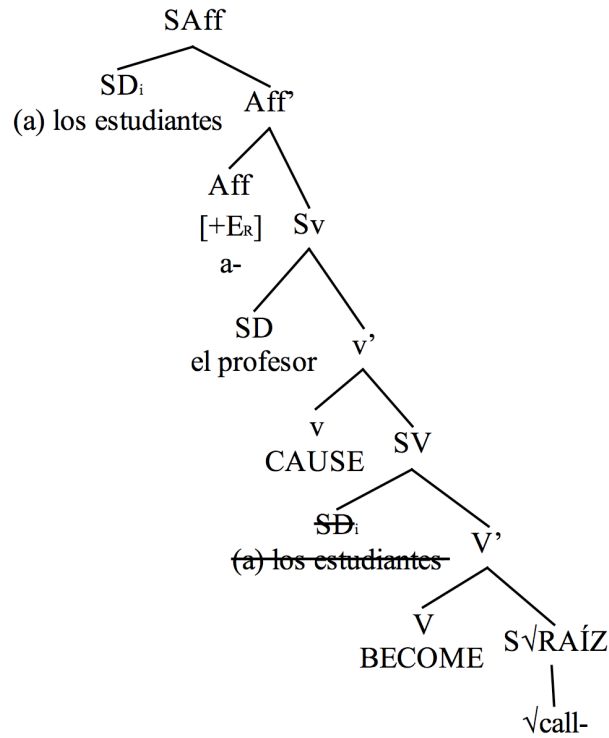 SAff
SDi
(a) los estudiantes
Aff’
Aff
[+ER]
a-
Sv
SD
el profesor
v’
v
CAUSE
SV
SDi
(a) los estudiantes
V’
V
BECOME
S√RAÍZ
√call-